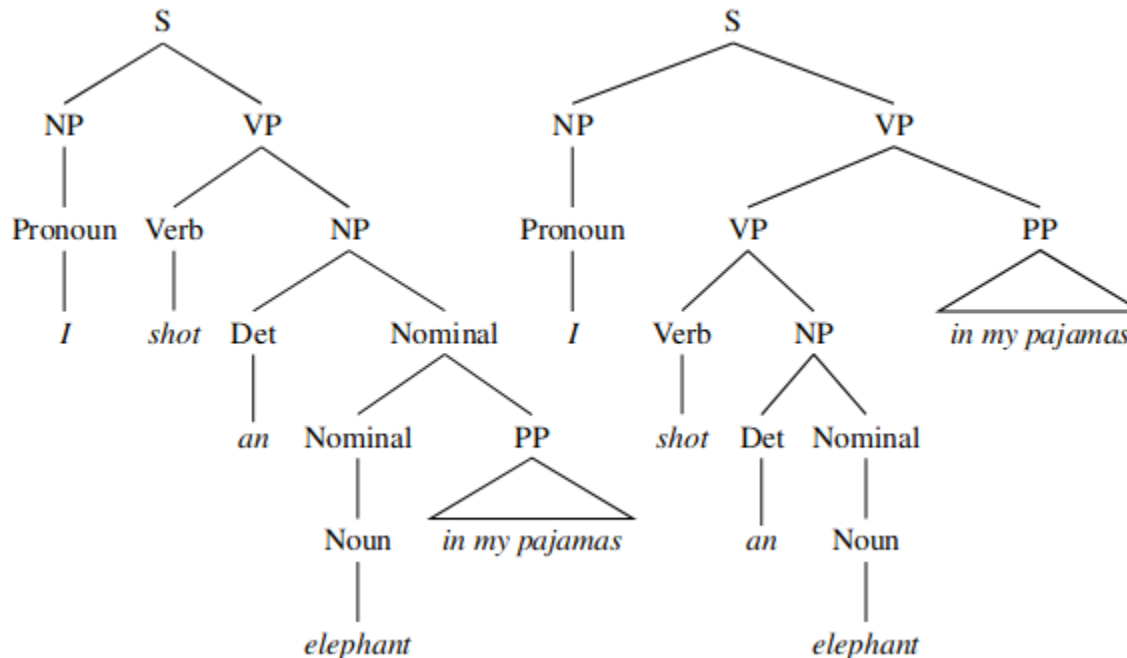 S S
NP VP NP VP
Pronoun Verb NP Pronoun VP PP
I shot Det Nominal I Verb NP in my pajamas
an Nominal PP shot Det Nominal
Noun in my pajamas an Noun
elephant elephant